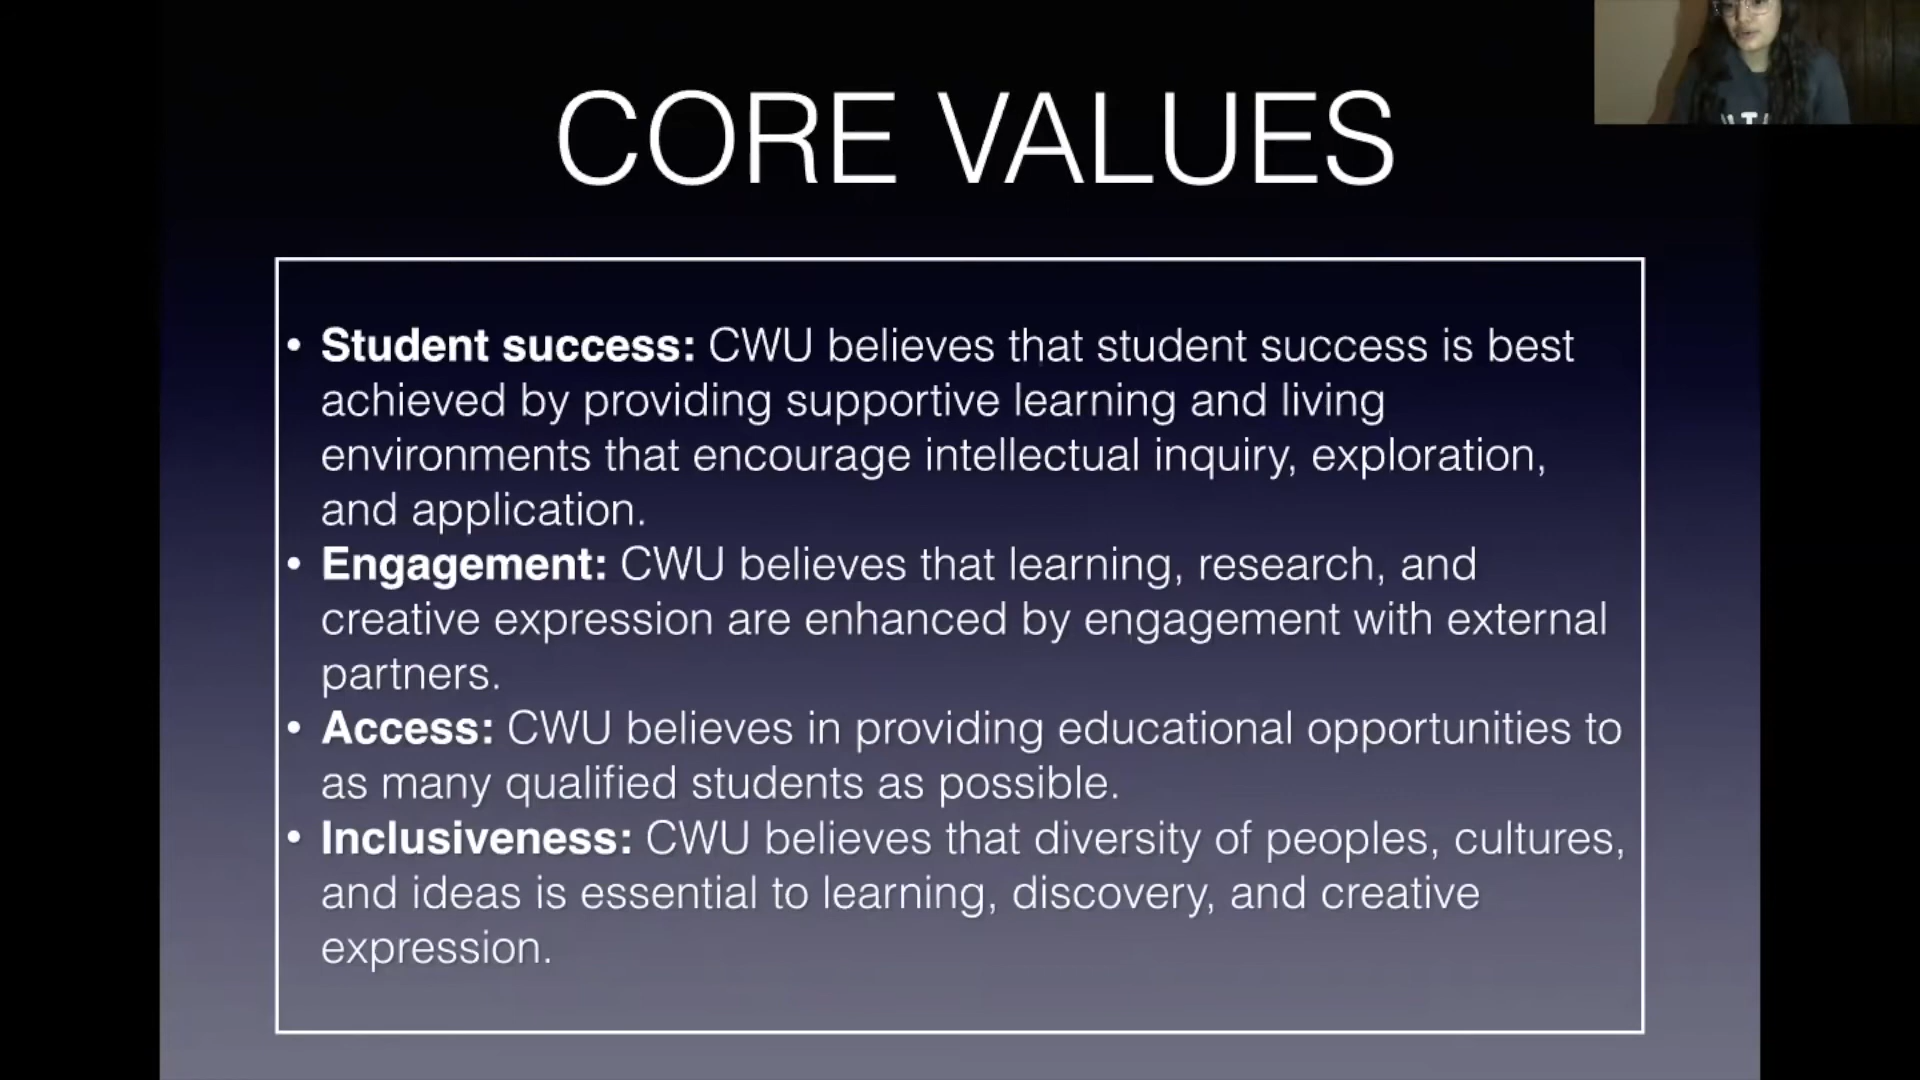 CORE VALUES
• Student success: CWU believes that student success is best
achieved by providing supportive learning and living
environments that encourage intellectual inquiry, exploration,
and application.
• Engagement: CWU believes that learning, research, and
creative expression are enhanced by engagement with external
partners.
• Access: CWU believes in providing educational opportunities to
as many qualified students as possible.
• Inclusiveness: CWU believes that diversity of peoples, cultures,
and ideas is essential to learning, discovery, and creative
expression.